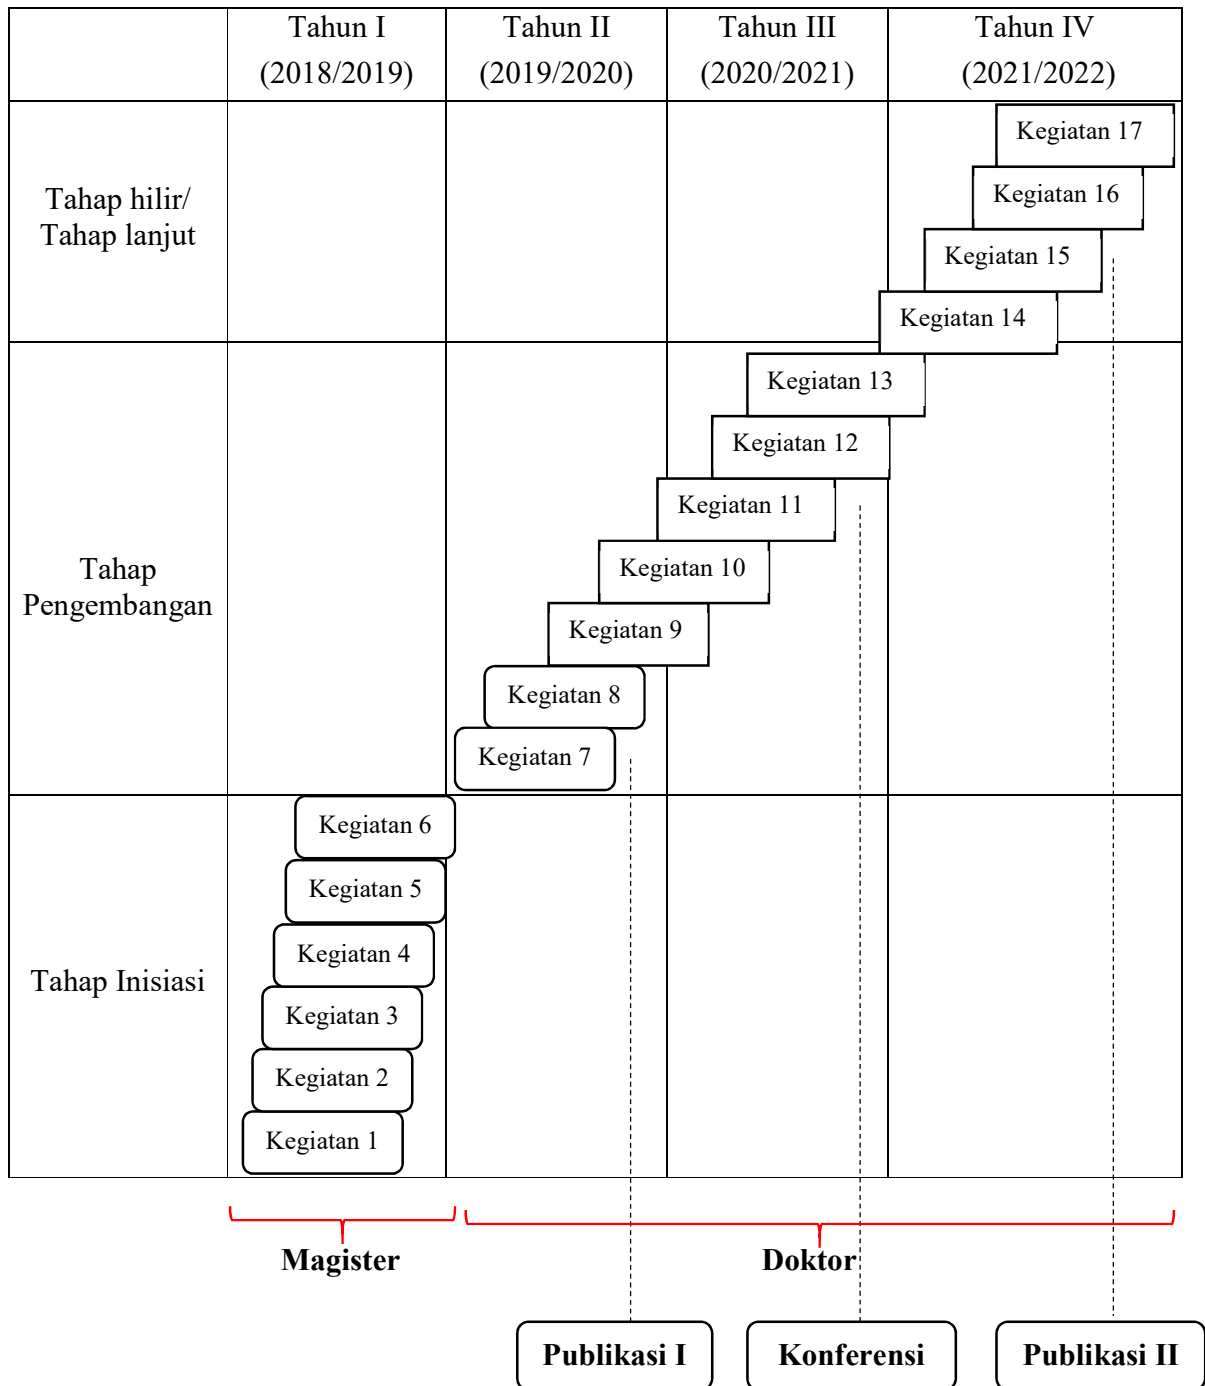 Tahun I
(2018/2019)
Tahun II
(2019/2020)
Tahun III
(2020/2021)
Tahun IV
(2021/2022)
Tahap hilir/
Tahap lanjut
Kegiatan 17
Kegiatan 16
Kegiatan 15
Kegiatan 14
Tahap
Pengembangan
Kegiatan 13
Kegiatan 12
Kegiatan 11
Kegiatan 10
Kegiatan 9
Kegiatan 8
Kegiatan 7
Tahap Inisiasi
Kegiatan 6
Kegiatan 5
Kegiatan 4
Kegiatan 3
Kegiatan 2
Kegiatan 1
Magister
Doktor
Publikasi I
Konferensi
Publikasi II